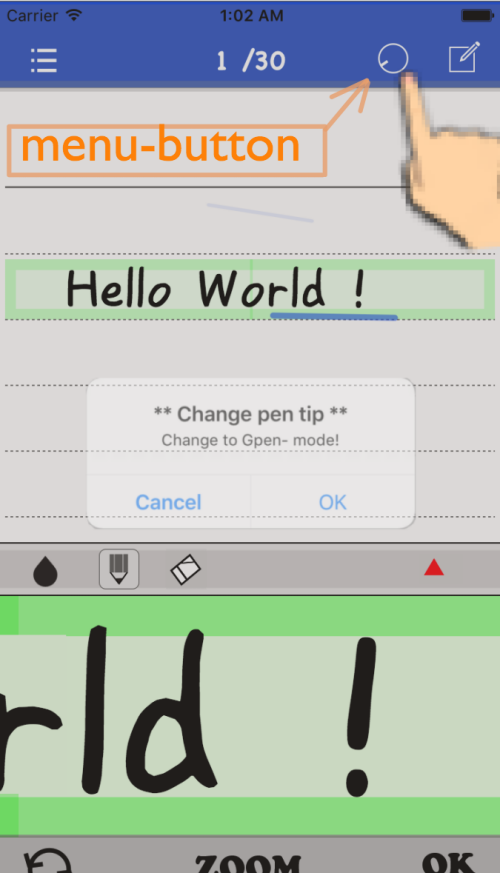 Carrier 1:02 AM
1 /30
menu-button
Hello World !
** Change pen tip **
Change to Gpen- mode!
Cancel OK
rld !
ZOOM OK